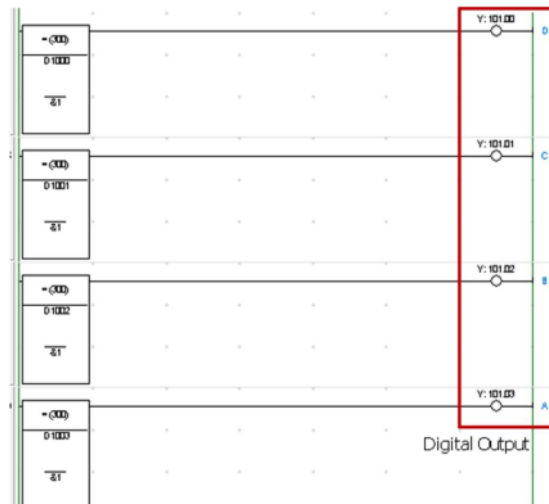 Y: 101.00
= (300)
D
D1000
&1
Y: 101.01
= (300)
C
D1001
&1
Y: 101.02
= (300)
B
D1002
&1
Y: 101.03
= (300)
A
D1003
Digital Output
&1